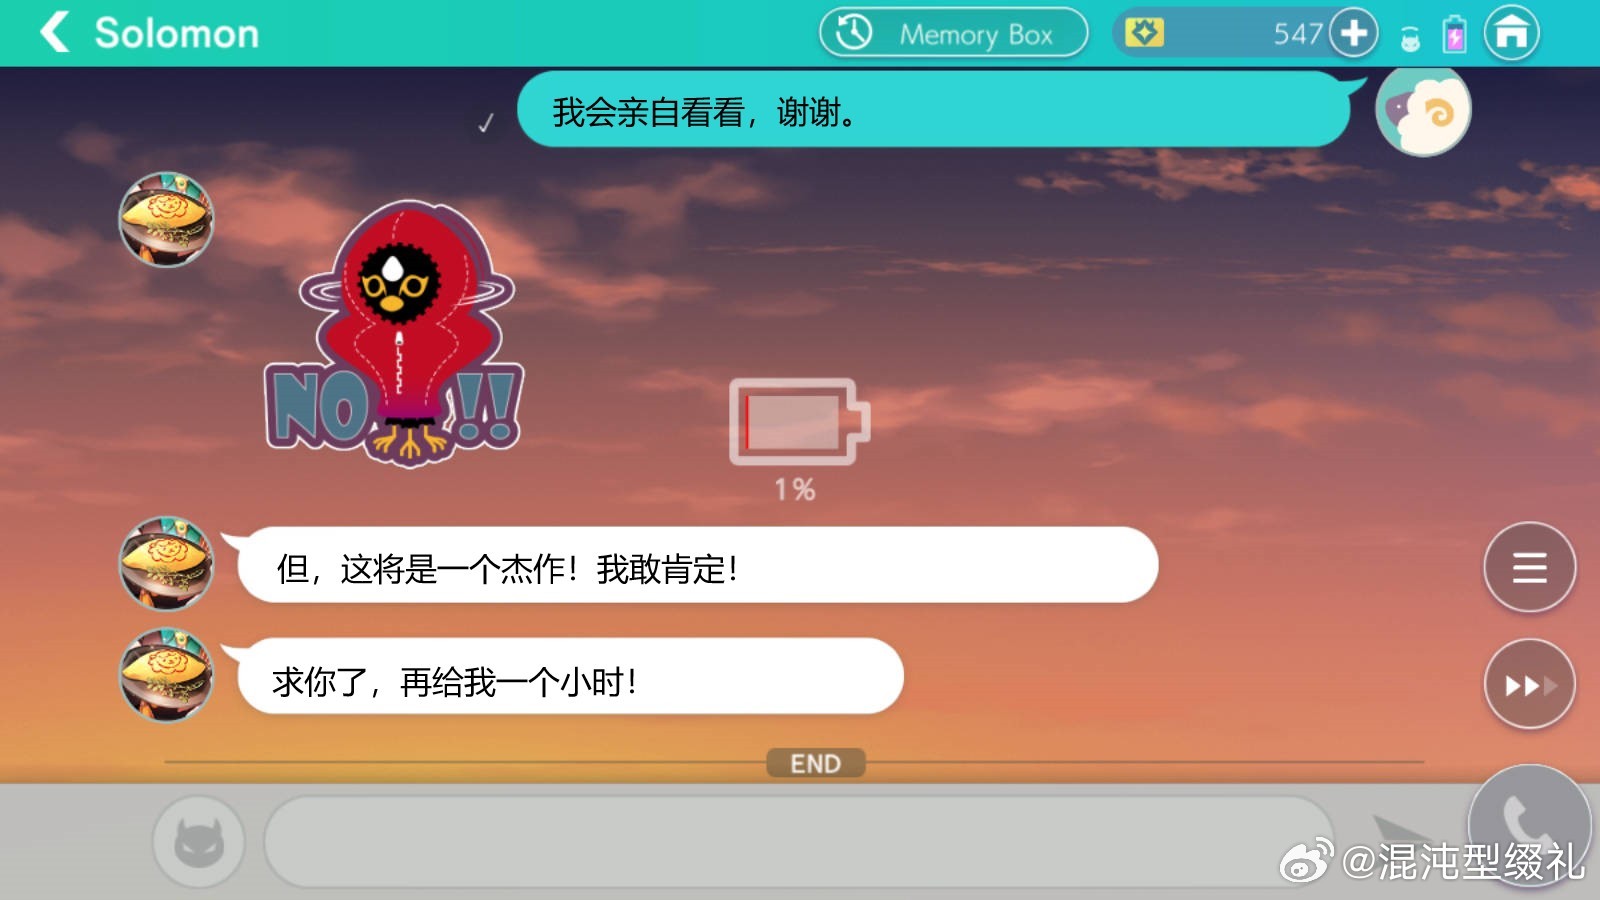 Solomon
Memory Box
547
我会亲自看看，谢谢。
NO!!
1%
但，这将是一个杰作！我敢肯定！
求你了，再给我一个小时！
END
@混沌型缀礼